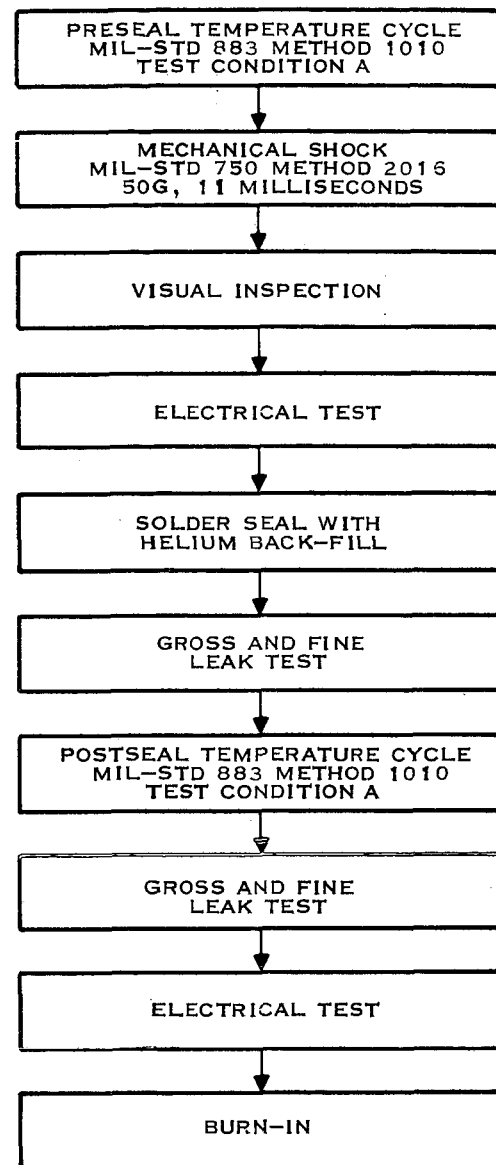 PRESEAL TEMPERATURE CYCLE
MIL-STD 883 METHOD 1010
TEST CONDITION A
MECHANICAL SHOCK
MIL-STD 750 METHOD 2016
50G, 11 MILLISECONDS
VISUAL INSPECTION
ELECTRICAL TEST
SOLDER SEAL WITH
HELIUM BACK-FILL
GROSS AND FINE
LEAK TEST
POSTSEAL TEMPERATURE CYCLE
MIL-STD 883 METHOD 1010
TEST CONDITION A
GROSS AND FINE
LEAK TEST
ELECTRICAL TEST
BURN-IN